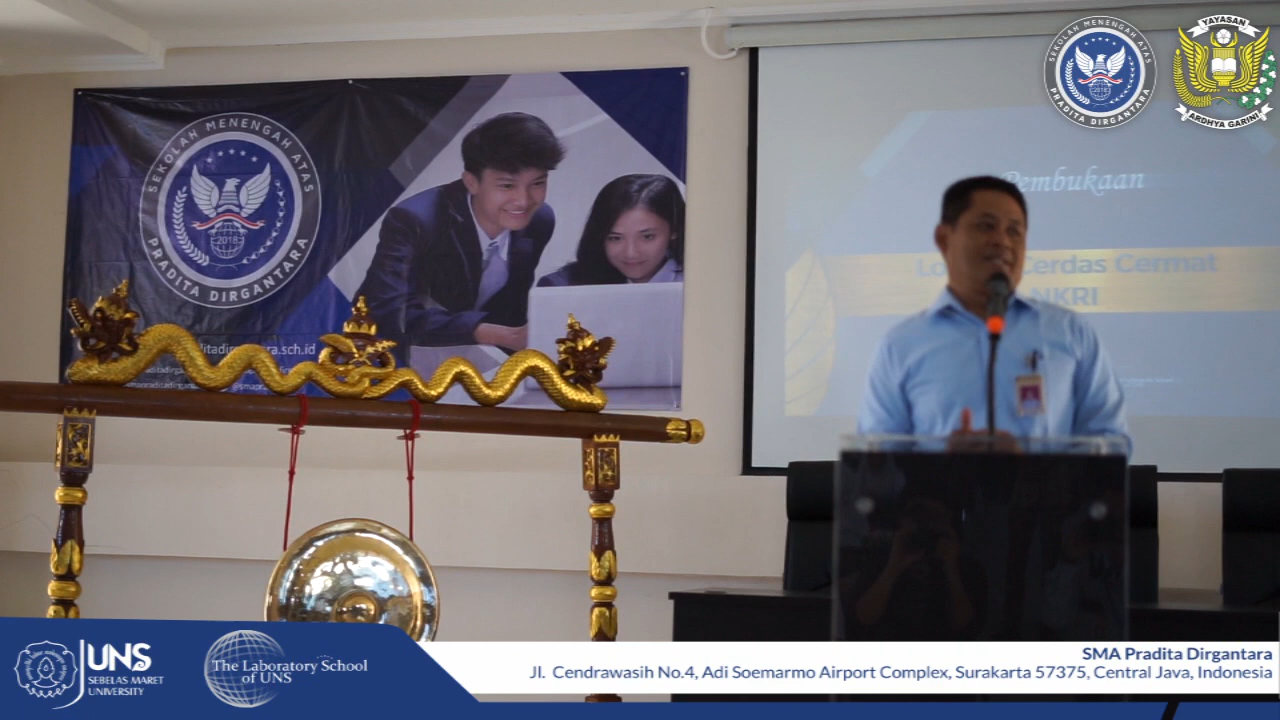 SEKOLAH MENENGAH ATAS
PRADITA DIRGANTARA
2018
SEKOLAH MENENGAH ATAS
PRADITA DIRGANTARA
2018
YAYASAN
ARDHYA GARINI
Pembukaan
Cerdas Cermat
NKRI
UNS
SEBELAS MARET
UNIVERSITY
The Laboratory School
of UNS
SMA Pradita Dirgantara
Jl. Cendrawasih No.4, Adi Soemarmo Airport Complex, Surakarta 57375, Central Java, Indonesia